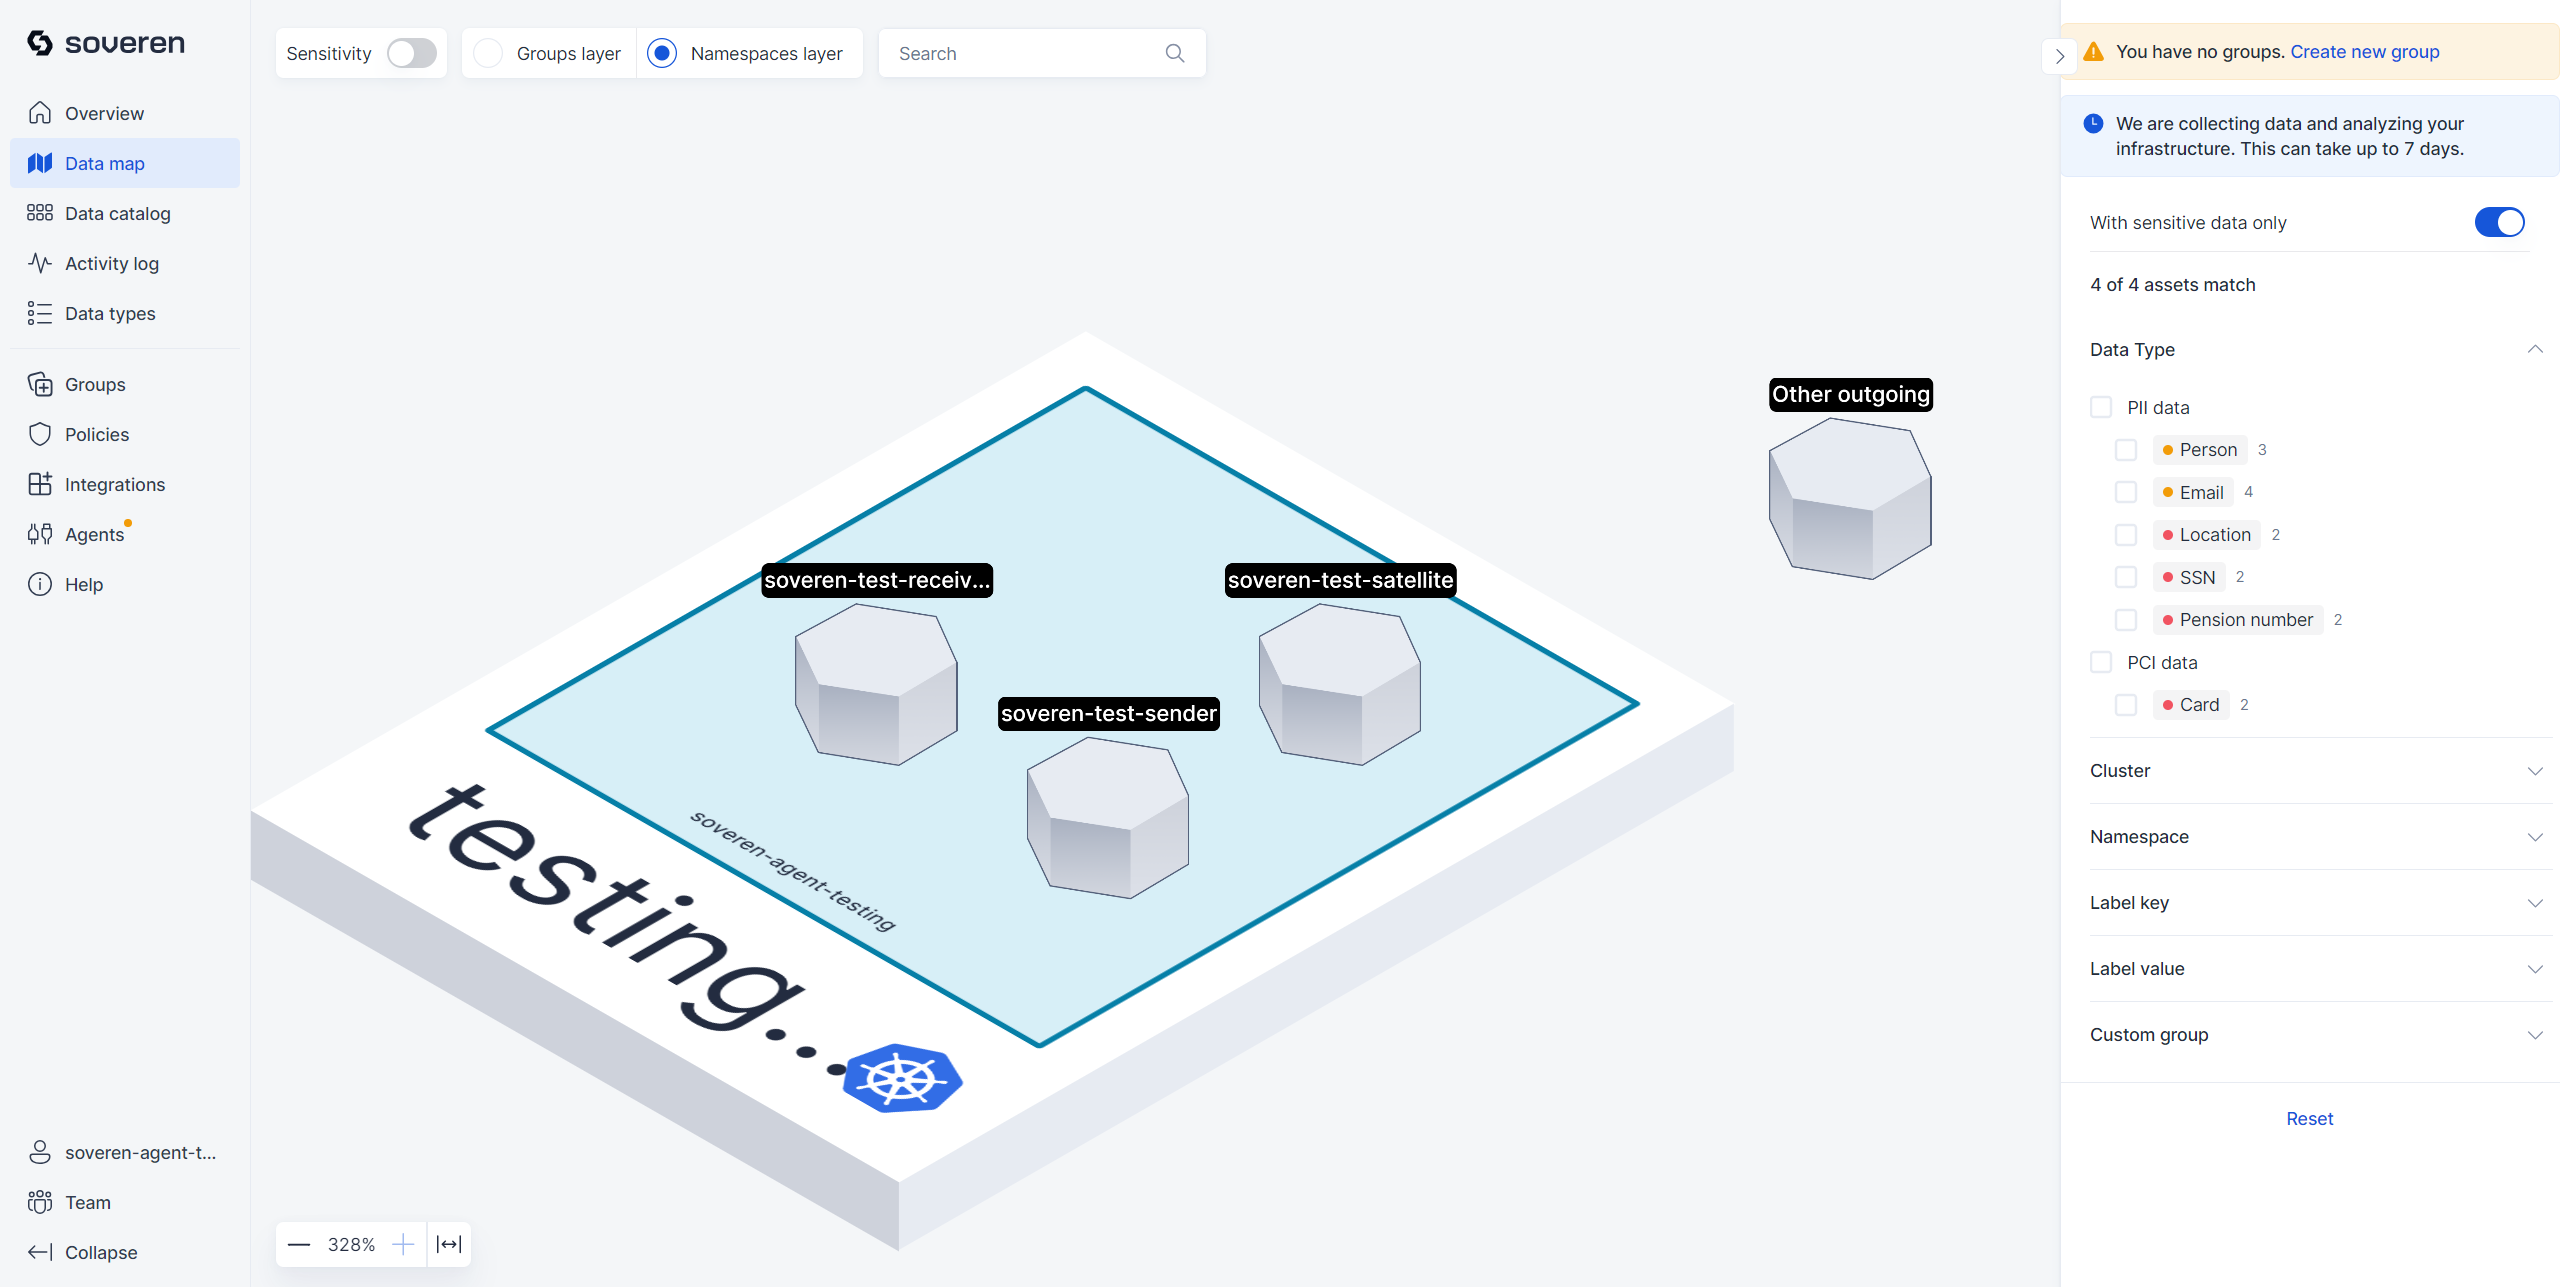 soveren
Overview
Data map
Data catalog
Activity log
Data types
Groups
Policies
Integrations
Agents
Help
soveren-agent-t...
Team
Collapse
Sensitivity
Groups layer
Namespaces layer
Search
Other outgoing
soveren-test-receiv...
soveren-test-satellite
soveren-test-sender
soveren-agent-testing
testing...
328%
You have no groups. Create new group
We are collecting data and analyzing your
infrastructure. This can take up to 7 days.
With sensitive data only
4 of 4 assets match
Data Type
PII data
Person 3
Email 4
Location 2
SSN 2
Pension number 2
PCI data
Card 2
Cluster
Namespace
Label key
Label value
Custom group
Reset